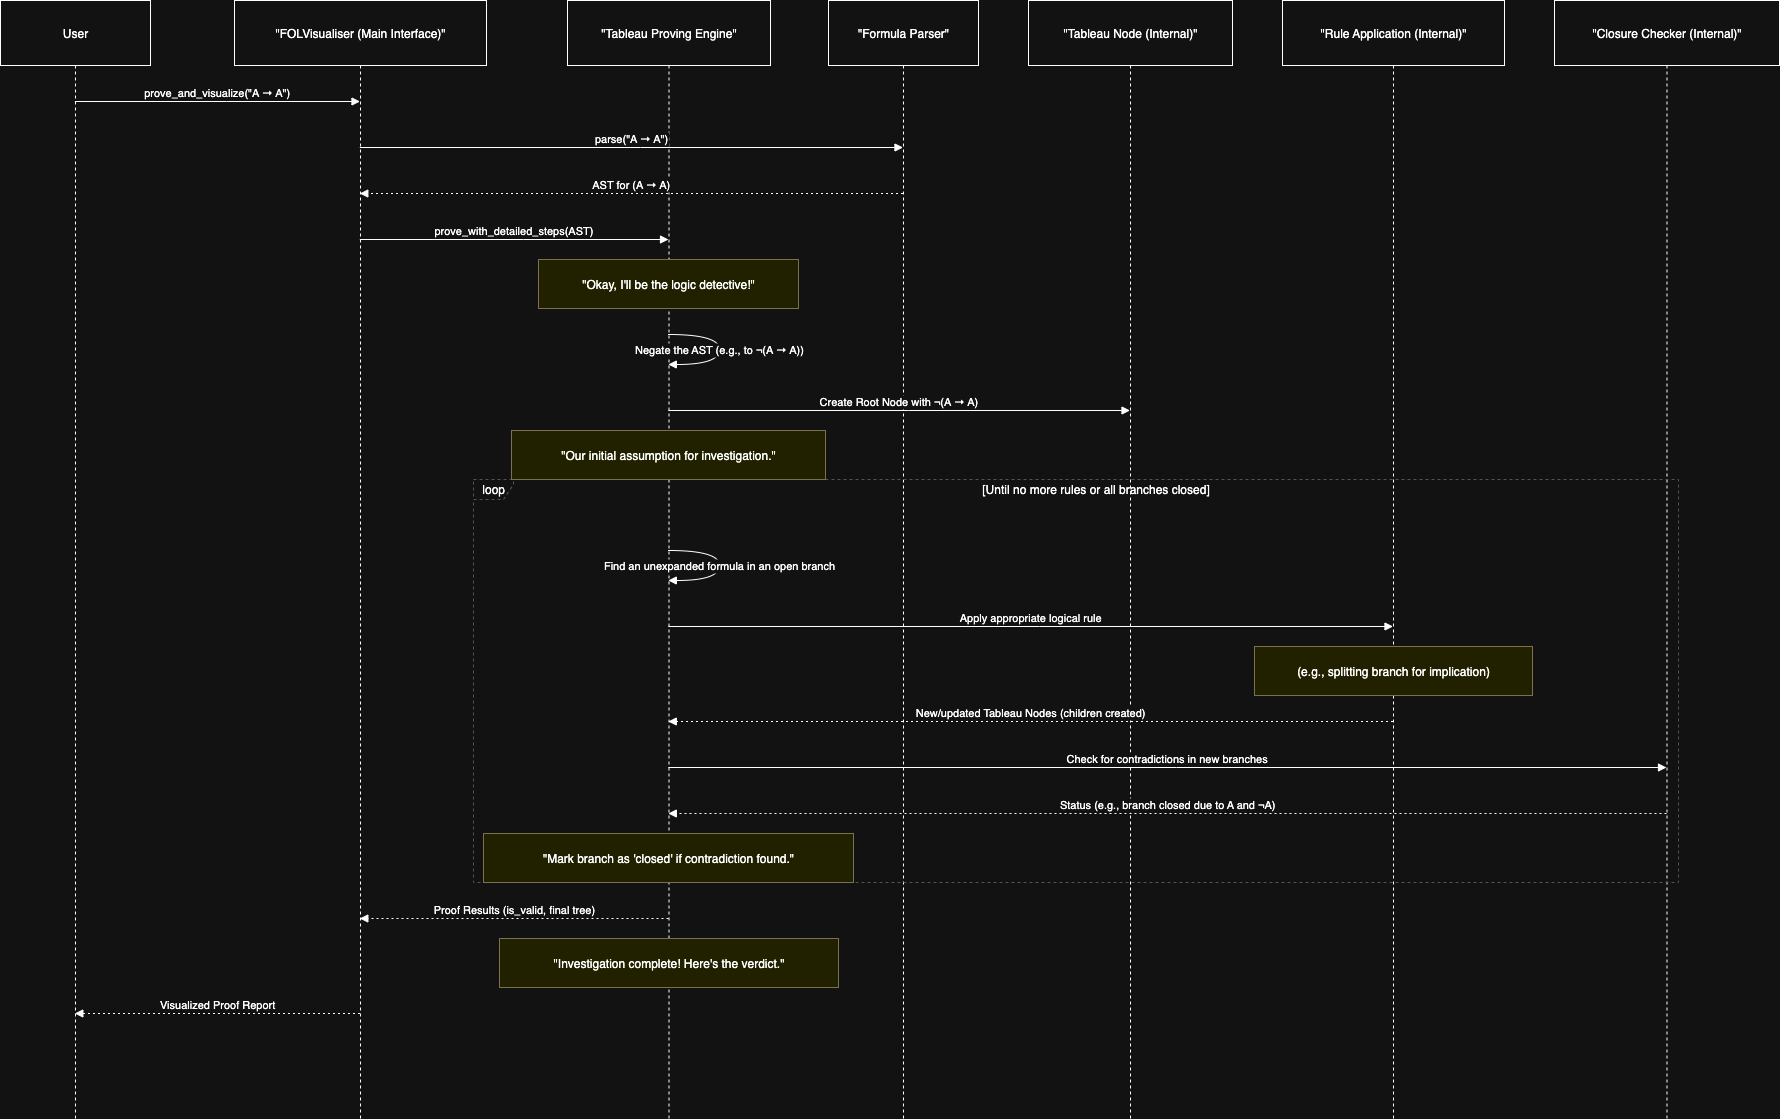 User
"FOLVisualiser (Main Interface)"
"Tableau Proving Engine"
"Formula Parser"
"Tableau Node (Internal)"
"Rule Application (Internal)"
"Closure Checker (Internal)"
prove_and_visualize("A → A")
parse("A → A")
AST for (A → A)
prove_with_detailed_steps(AST)
"Okay, I'll be the logic detective!"
Negate the AST (e.g., to ¬(A → A))
Create Root Node with ¬(A → A)
"Our initial assumption for investigation."
loop
[Until no more rules or all branches closed]
Find an unexpanded formula in an open branch
Apply appropriate logical rule
(e.g., splitting branch for implication)
New/updated Tableau Nodes (children created)
Check for contradictions in new branches
Status (e.g., branch closed due to A and ¬A)
"Mark branch as 'closed' if contradiction found."
Proof Results (is_valid, final tree)
"Investigation complete! Here's the verdict."
Visualized Proof Report